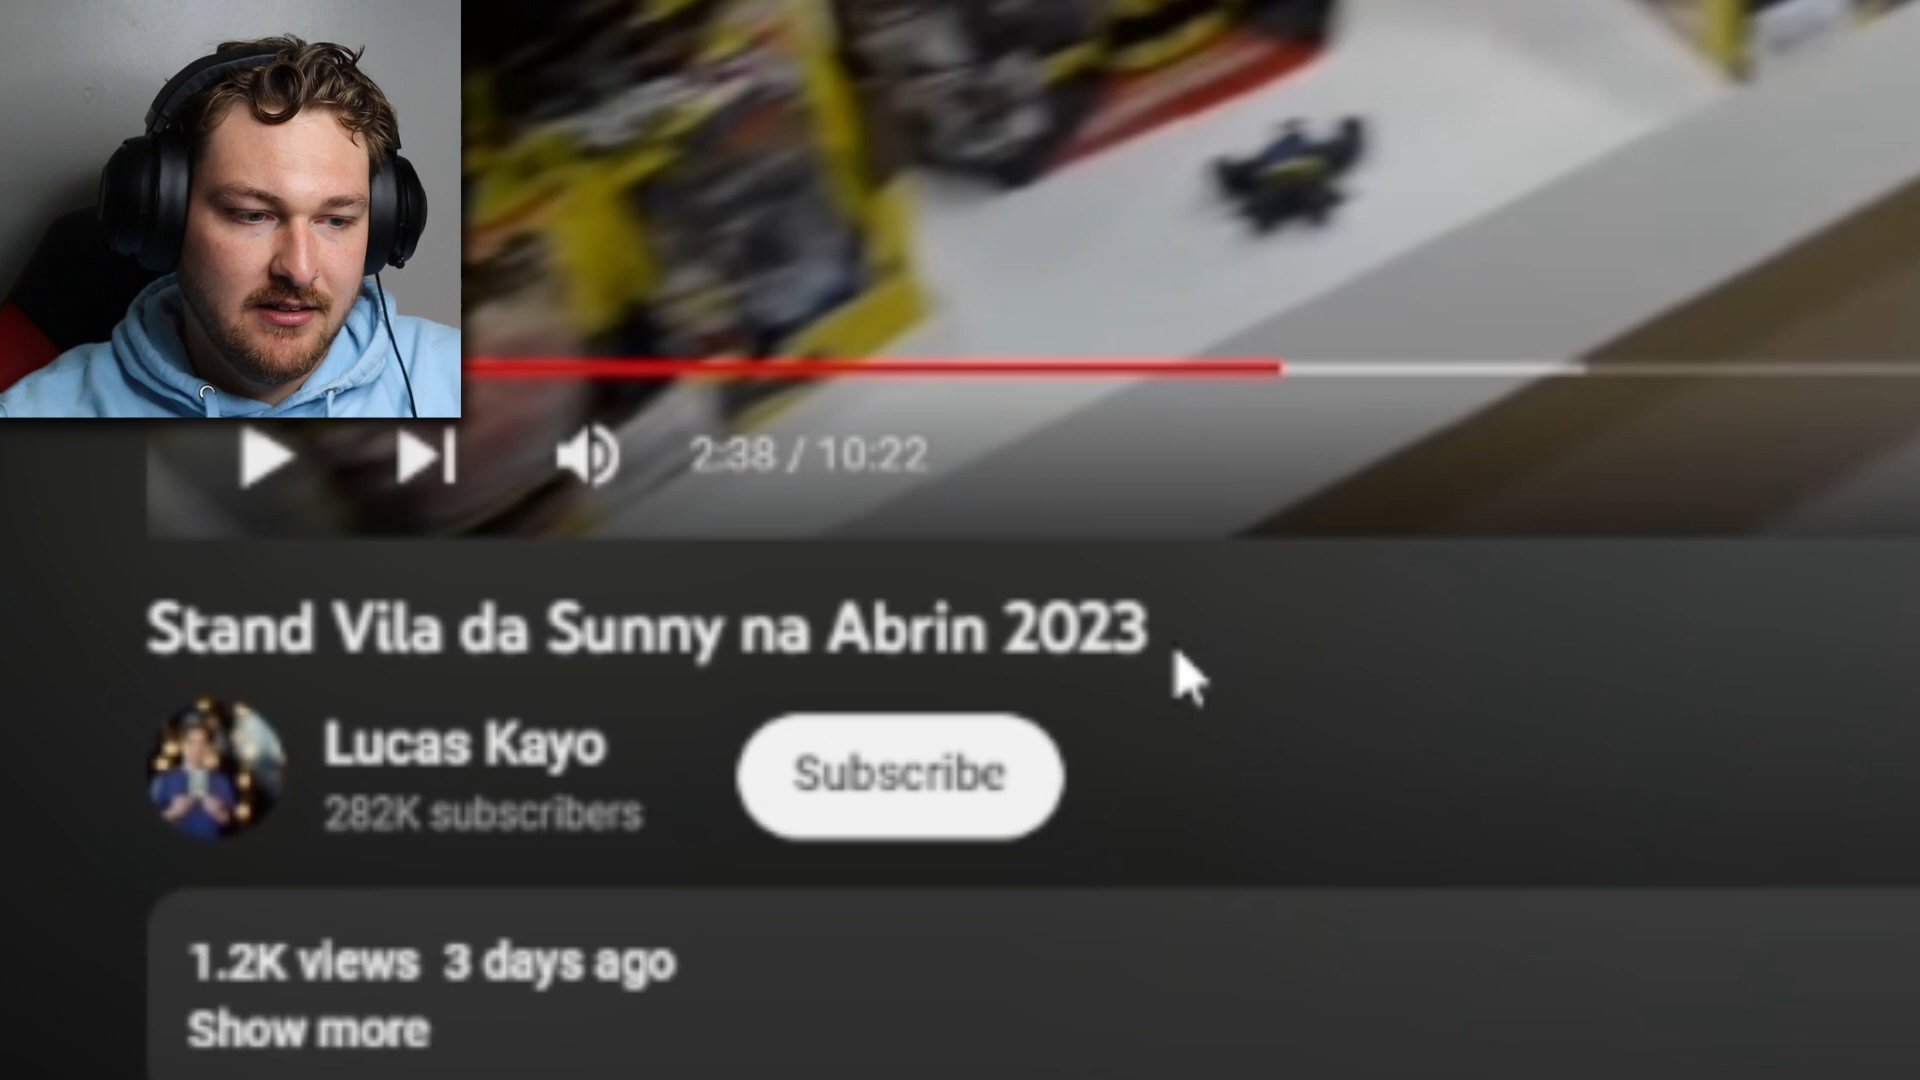 2:38 / 10:22
Stand Vila da Sunny na Abrin 2023
Lucas Kayo
282K subscribers
Subscribe
1.2K views 3 days ago
Show more